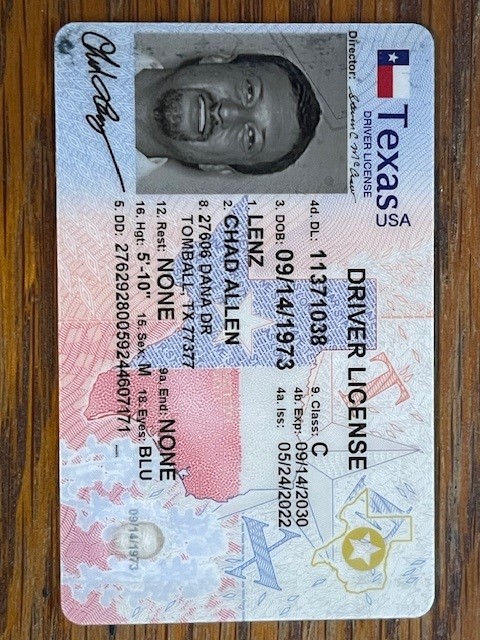 Texas USA
DRIVER LICENSE
Director:
DRIVER LICENSE
4d. DL: 11371038 9. Class: C
3. DOB: 09/14/1973 4b. Exp: 09/14/2030
4a. Iss: 05/24/2022
1. LENZ
2. CHAD ALLEN
8. 27606 DANA DR
TOMBALL, TX 77377
12. Rest: NONE 9a. End: NONE
16. Hgt: 5'-10" 15. Sex: M 18. Eyes: BLU
5. DD: 27629280059244607171
09/14/1973